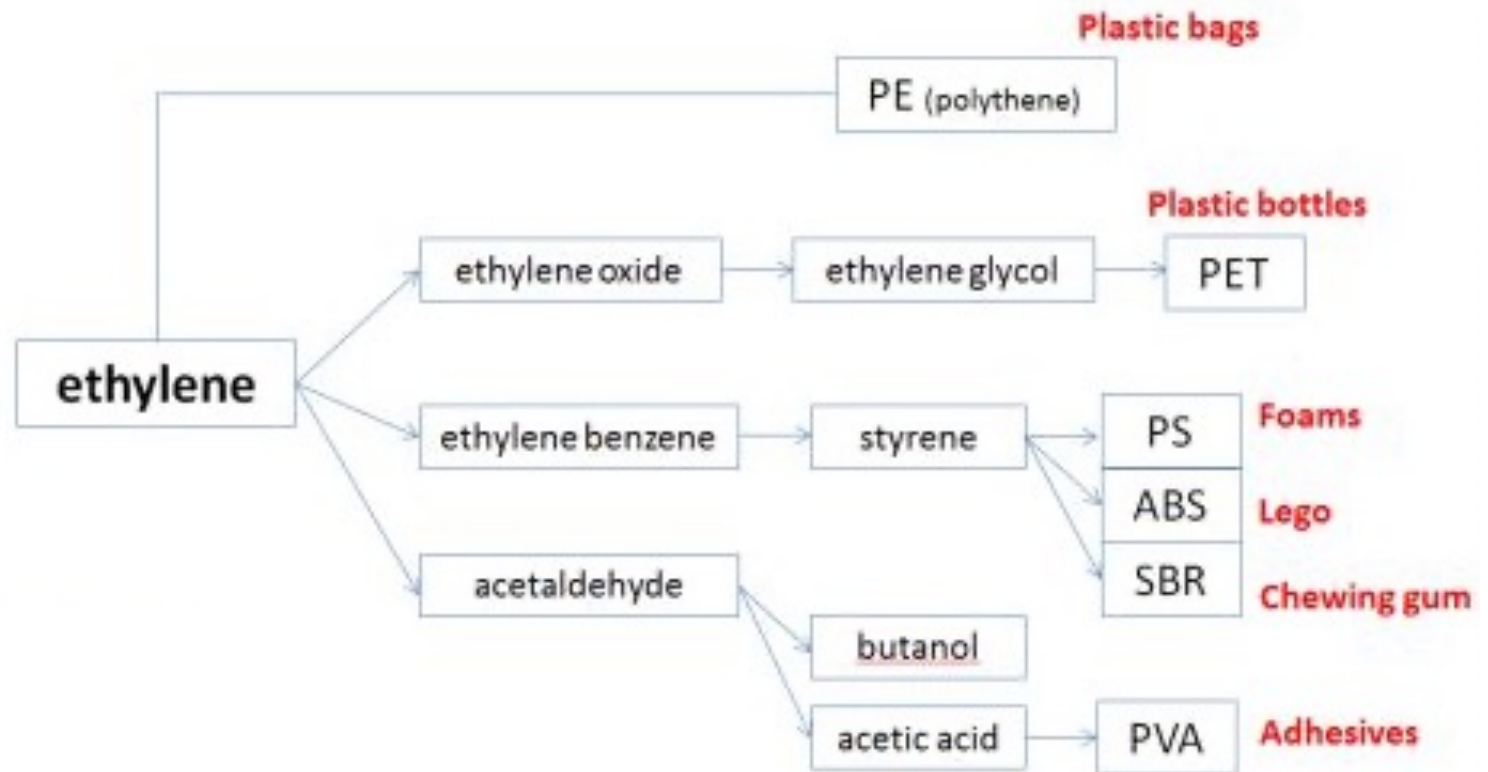 Plastic bags
PE (polythene)
Plastic bottles
ethylene oxide
ethylene glycol
PET
ethylene
ethylene benzene
styrene
PS
Foams
ABS
Lego
SBR
Chewing gum
acetaldehyde
butanol
acetic acid
PVA
Adhesives